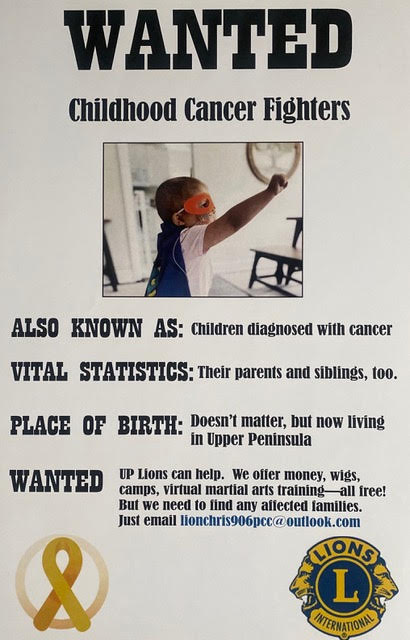 WANTED
Childhood Cancer Fighters
ALSO KNOWN AS: Children diagnosed with cancer
VITAL STATISTICS: Their parents and siblings, too.
PLACE OF BIRTH: Doesn't matter, but now living
in Upper Peninsula
WANTED UP Lions can help. We offer money, wigs,
camps, virtual martial arts training—all free!
But we need to find any affected families.
Just email lionchris906pcc@outlook.com
LIONS
L
INTERNATIONAL